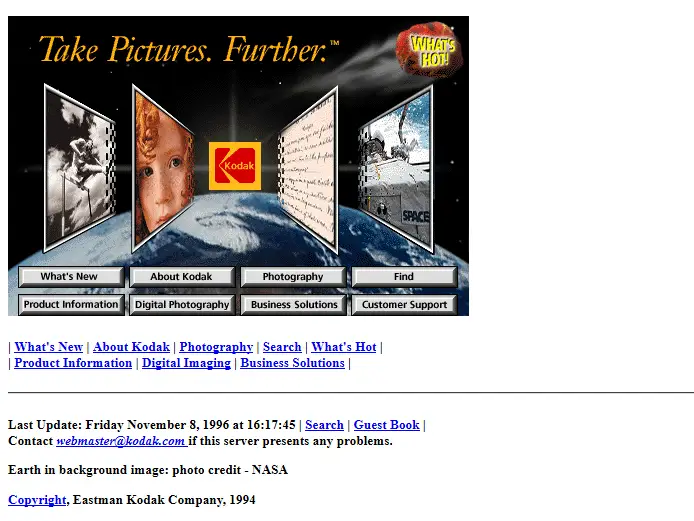 Take Pictures. Further.™
WHAT'S
HOT!
Kodak
SPACE
What's New
About Kodak
Photography
Find
Product Information
Digital Photography
Business Solutions
Customer Support
| What's New | About Kodak | Photography | Search | What's Hot |
| Product Information | Digital Imaging | Business Solutions |
Last Update: Friday November 8, 1996 at 16:17:45 | Search | Guest Book |
Contact webmaster@kodak.com if this server presents any problems.
Earth in background image: photo credit - NASA
Copyright, Eastman Kodak Company, 1994